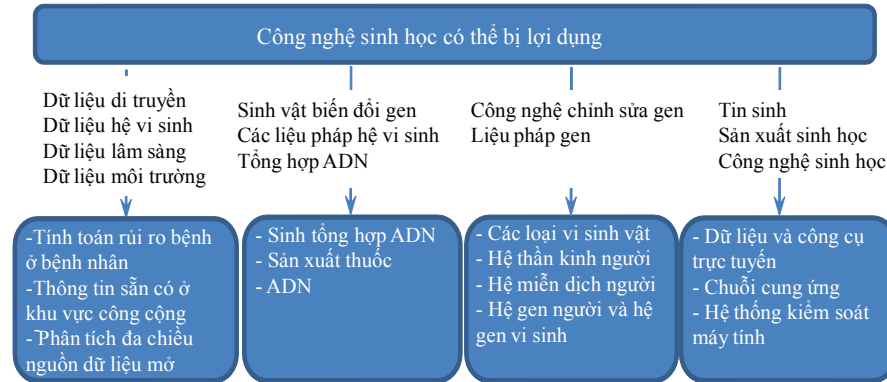 Công nghệ sinh học có thể bị lợi dụng
Dữ liệu di truyền
Dữ liệu hệ vi sinh
Dữ liệu lâm sàng
Dữ liệu môi trường
Sinh vật biến đổi gen
Các liệu pháp hệ vi sinh
Tổng hợp ADN
Công nghệ chỉnh sửa gen
Liệu pháp gen
Tin sinh
Sản xuất sinh học
Công nghệ sinh học
-Tính toán rủi ro bệnh
ở bệnh nhân
-Thông tin sẵn có ở
khu vực công cộng
-Phân tích đa chiều
nguồn dữ liệu mở
- Sinh tổng hợp ADN
- Sản xuất thuốc
- ADN
- Các loại vi sinh vật
- Hệ thần kinh người
- Hệ miễn dịch người
- Hệ gen người và hệ
gen vi sinh
- Dữ liệu và công cụ
trực tuyến
- Chuỗi cung ứng
- Hệ thống kiểm soát
máy tính